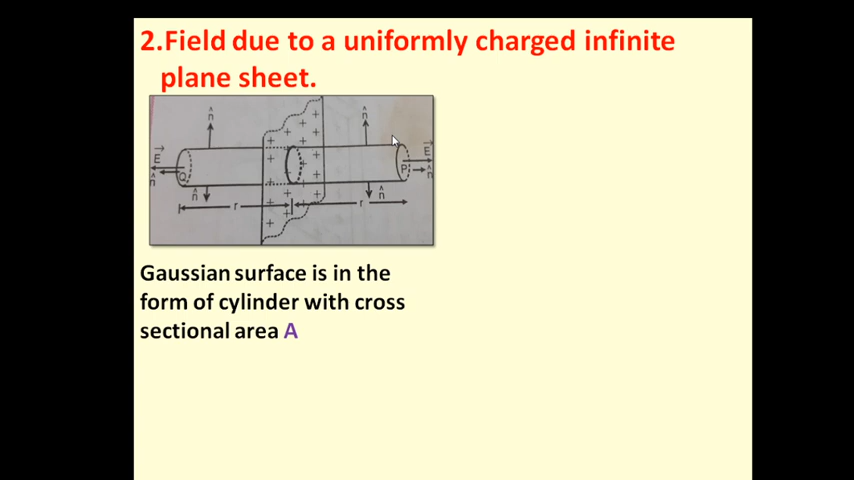 2.Field due to a uniformly charged infinite
plane sheet.
n̂ n̂
E⃗ E⃗
n̂ Q P n̂
n̂ n̂
r r
Gaussian surface is in the
form of cylinder with cross
sectional area A